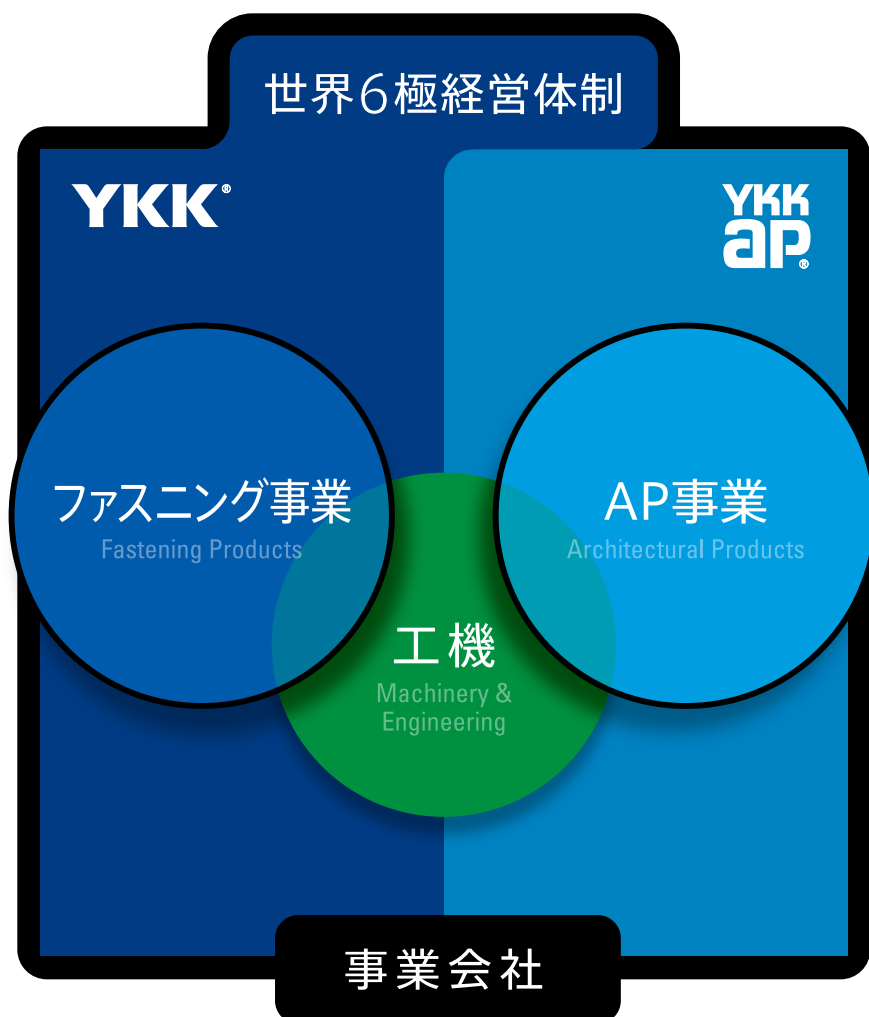 世界6極経営体制
YKK®
YKK
ap®
ファスニング事業
Fastening Products
AP事業
Architectural Products
工機
Machinery &
Engineering
事業会社